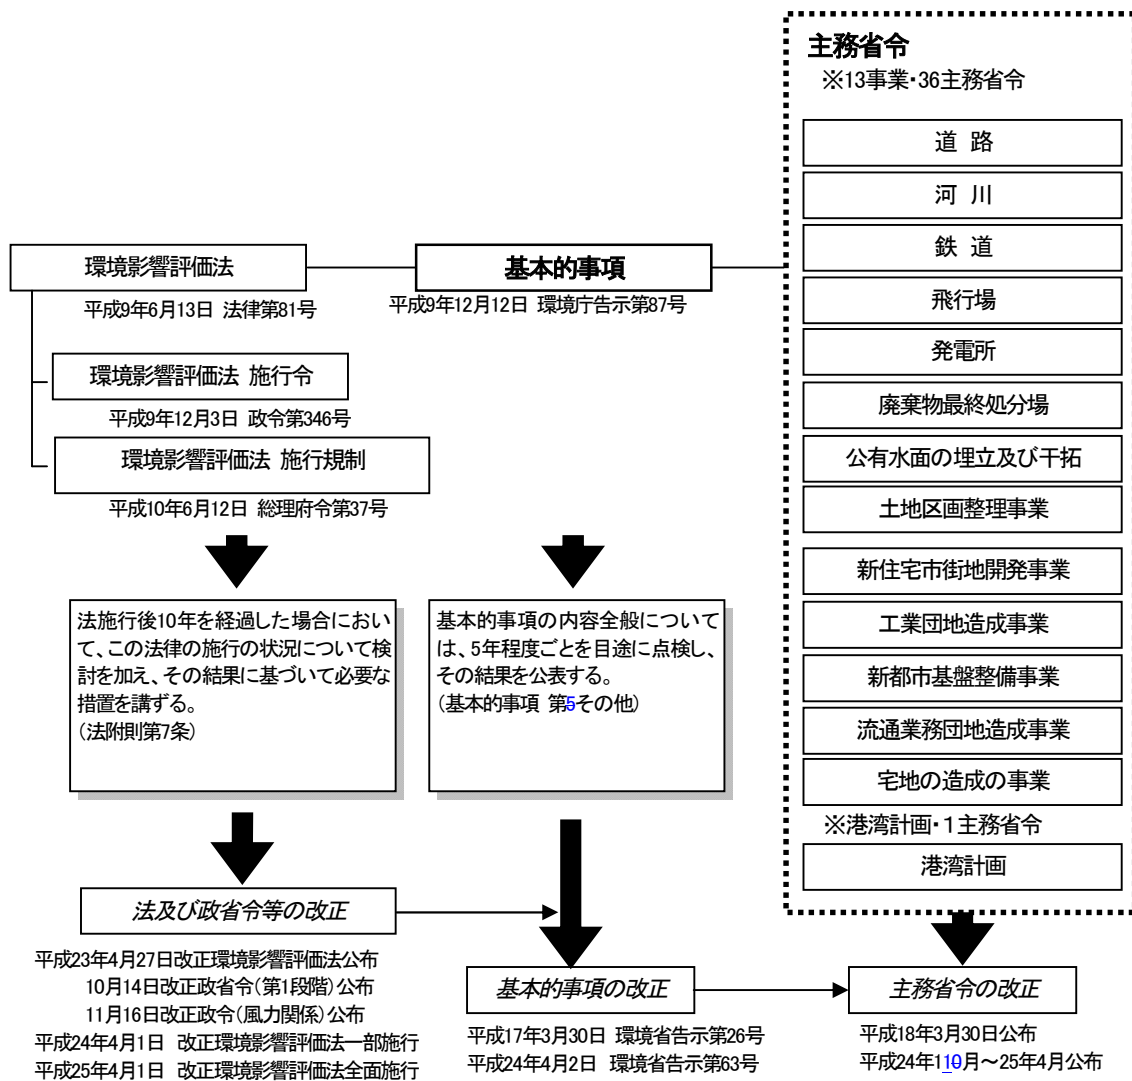 主務省令
※13事業・36主務省令
道 路
河 川
鉄 道
飛行場
発電所
廃棄物最終処分場
公有水面の埋立及び干拓
土地区画整理事業
新住宅市街地開発事業
工業団地造成事業
新都市基盤整備事業
流通業務団地造成事業
宅地の造成の事業
※港湾計画・1主務省令
港湾計画
環境影響評価法
平成9年6月13日 法律第81号
基本的事項
平成9年12月12日 環境庁告示第87号
環境影響評価法 施行令
平成9年12月3日 政令第346号
環境影響評価法 施行規制
平成10年6月12日 総理府令第37号
法施行後10年を経過した場合におい
て、この法律の施行の状況について検
討を加え、その結果に基づいて必要な
措置を講ずる。
(法附則第7条)
基本的事項の内容全般について
は、5年程度ごとを目途に点検し、
その結果を公表する。
(基本的事項 第5その他)
法及び政省令等の改正
平成23年4月27日改正環境影響評価法公布
10月14日改正政省令(第1段階)公布
11月16日改正政令(風力関係)公布
平成24年4月1日 改正環境影響評価法一部施行
平成25年4月1日 改正環境影響評価法全面施行
基本的事項の改正
平成17年3月30日 環境省告示第26号
平成24年4月2日 環境省告示第63号
主務省令の改正
平成18年3月30日公布
平成24年110月～25年4月公布